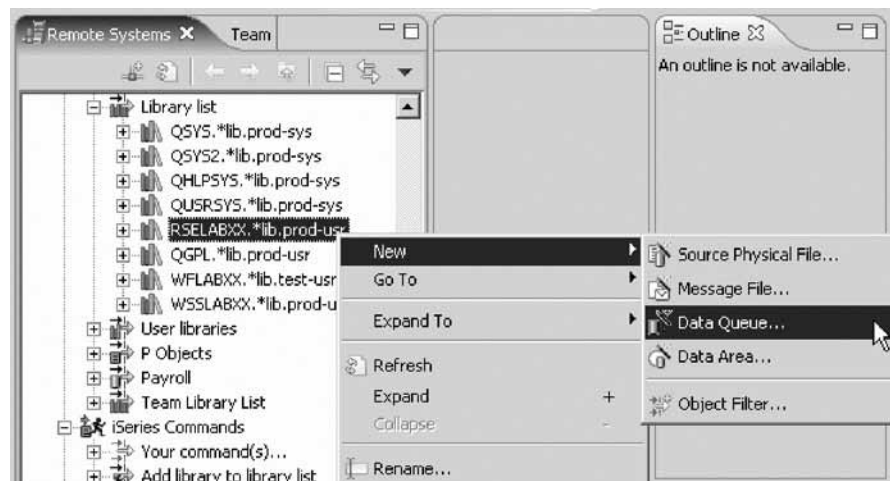 Remote Systems
Team
Outline
An outline is not available.
Library list
QSYS.*lib.prod-sys
QSYS2.*lib.prod-sys
QHLPSYS.*lib.prod-sys
QUSRSYS.*lib.prod-sys
RSELABXX.*lib.prod-usr
QGPL.*lib.prod-usr
WFLABXX.*lib.test-usr
WSSLABXX.*lib.prod-u
User libraries
P Objects
Payroll
Team Library List
iSeries Commands
Your command(s)...
Add library to library list
New
Go To
Expand To
Refresh
Expand +
Collapse -
Rename...
Source Physical File...
Message File...
Data Queue...
Data Area...
Object Filter...